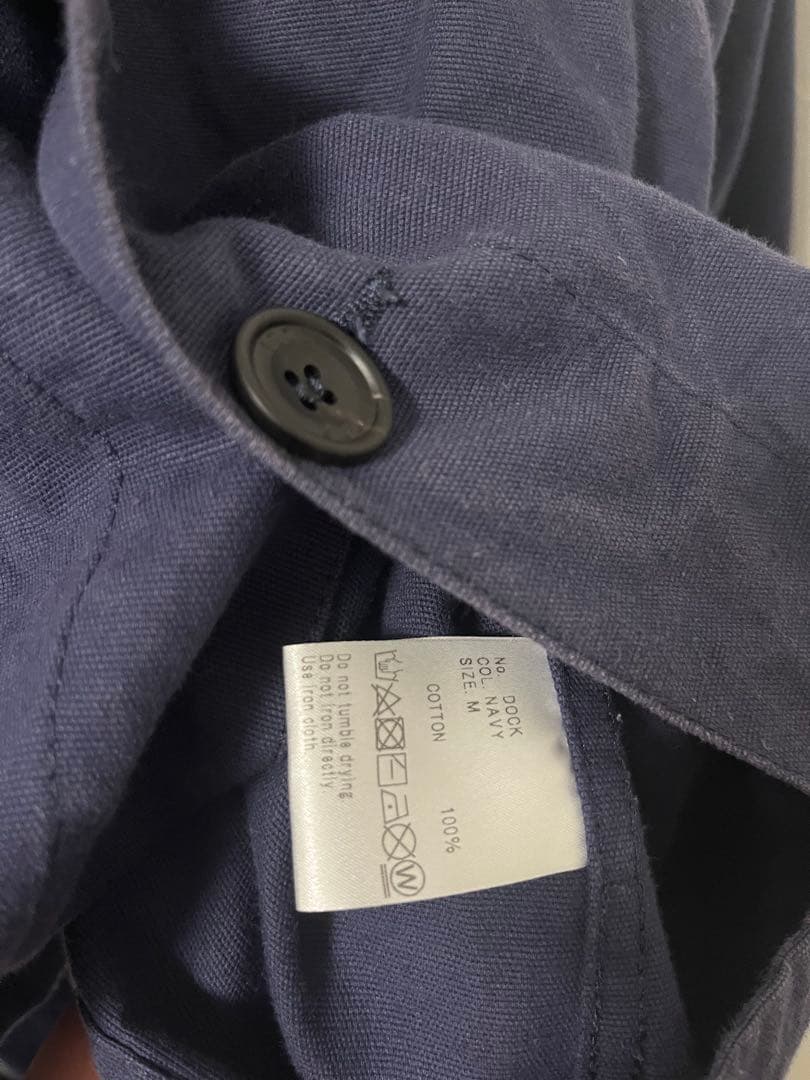 No. DOCK
COL. NAVY
SIZE. M
COTTON 100%
W
Do not tumble drying
Do not iron directly
Use iron cloth